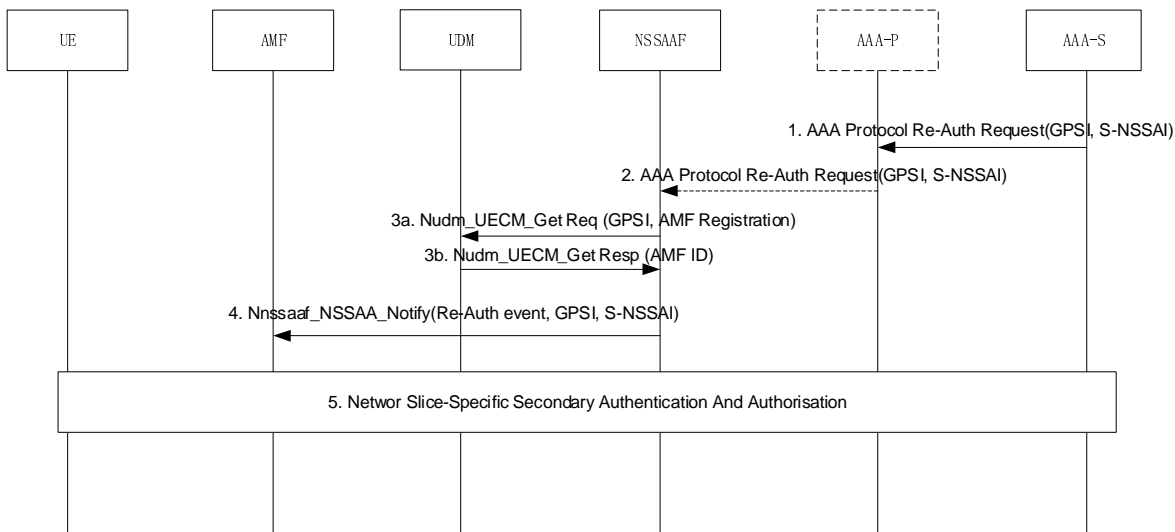 UE
AMF
UDM
NSSAAF
AAA-P
AAA-S
1. AAA Protocol Re-Auth Request(GPSI, S-NSSAI)
2. AAA Protocol Re-Auth Request(GPSI, S-NSSAI)
3a. Nudm_UECM_Get Req (GPSI, AMF Registration)
3b. Nudm_UECM_Get Resp (AMF ID)
4. Nnssaaf_NSSAA_Notify(Re-Auth event, GPSI, S-NSSAI)
5. Networ Slice-Specific Secondary Authentication And Authorisation